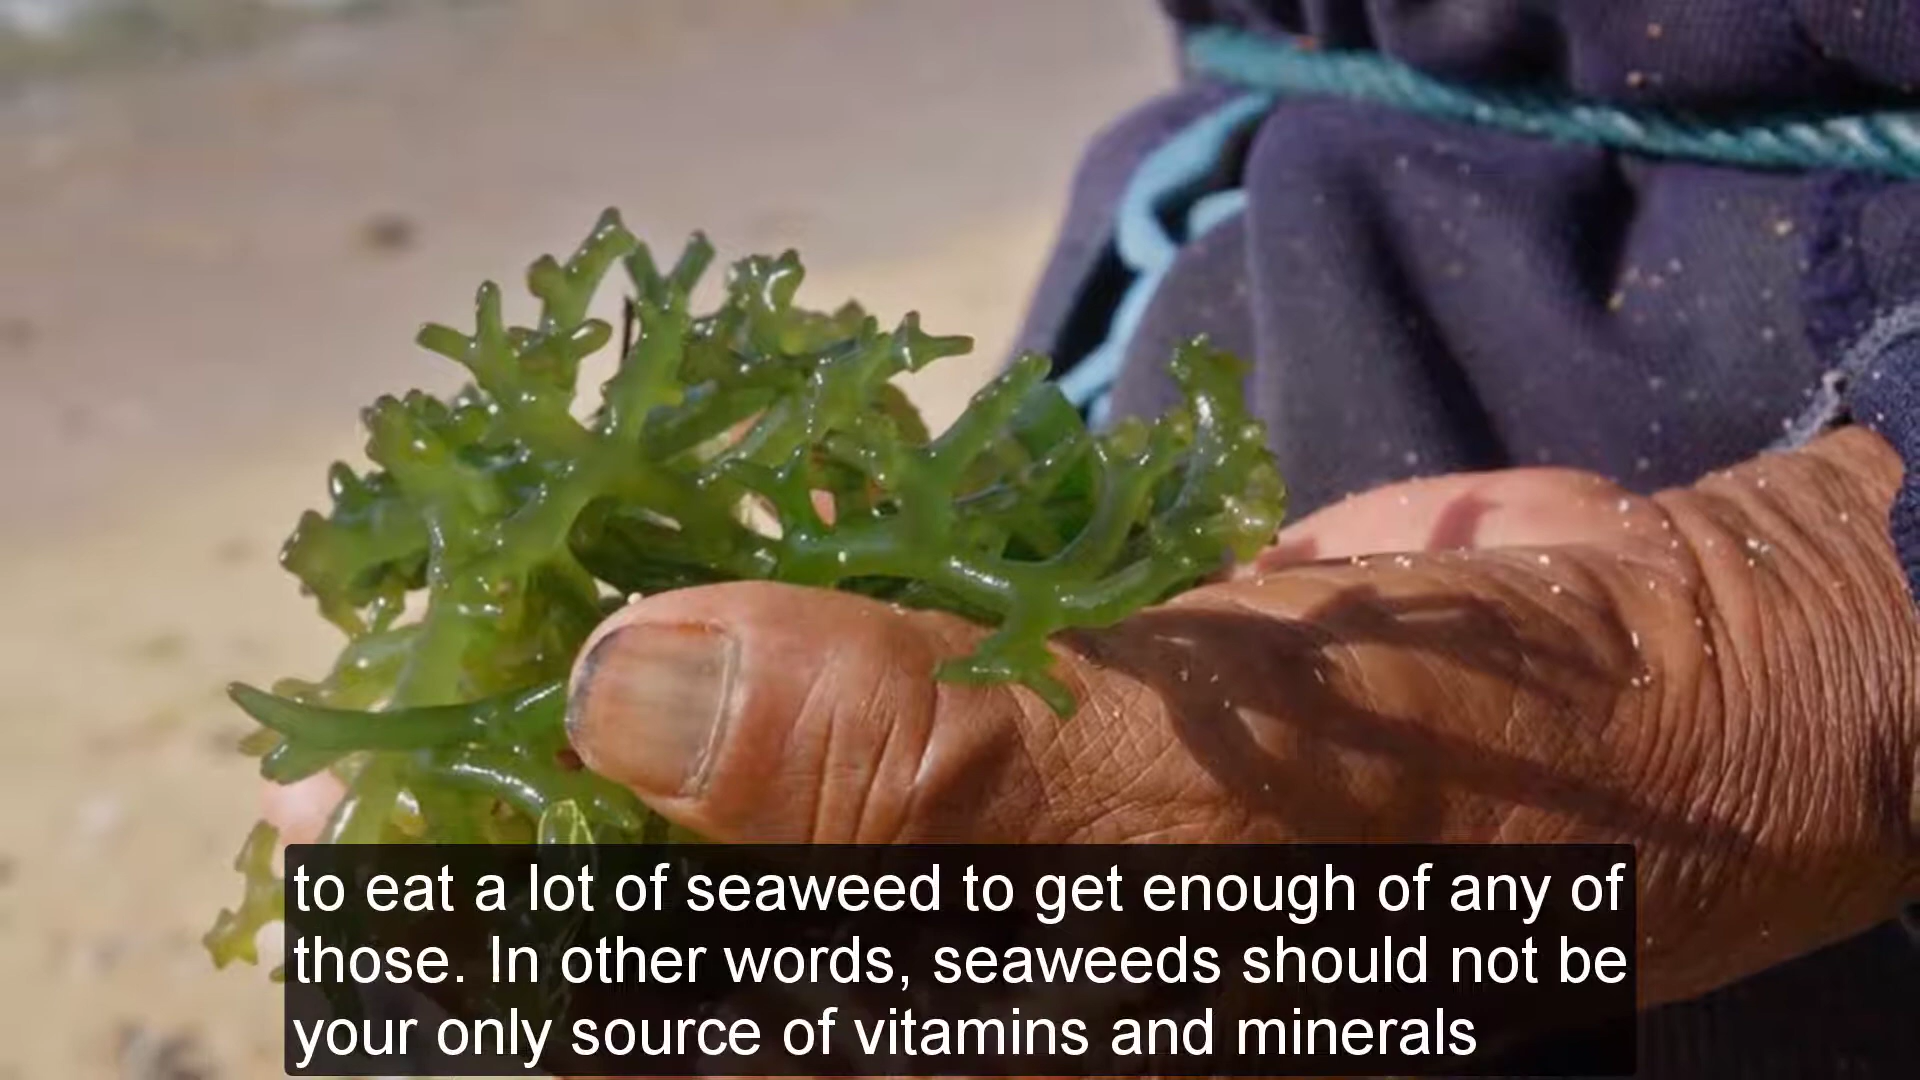 to eat a lot of seaweed to get enough of any of
those. In other words, seaweeds should not be
your only source of vitamins and minerals